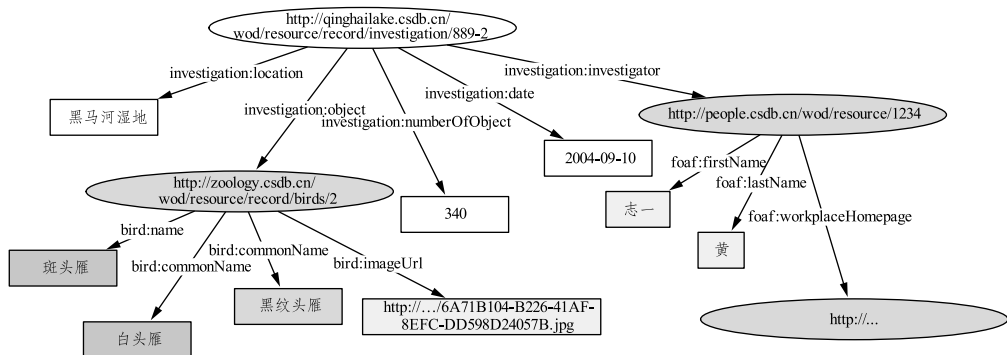 http://qinghailake.csdb.cn/
wod/resource/record/investigation/889-2
investigation:location
investigation:investigator
investigation:object
investigation:date
investigation:numberOfObject
黑马河湿地
http://people.csdb.cn/wod/resource/1234
2004-09-10
foaf:firstName
foaf:lastName
http://zoology.csdb.cn/
wod/resource/record/birds/2
340
志一
foaf:workplaceHomepage
bird:name
bird:commonName
bird:commonName
bird:imageUrl
黄
斑头雁
黑纹头雁
http://…/6A71B104-B226-41AF-
8EFC-DD598D24057B.jpg
白头雁
http://...